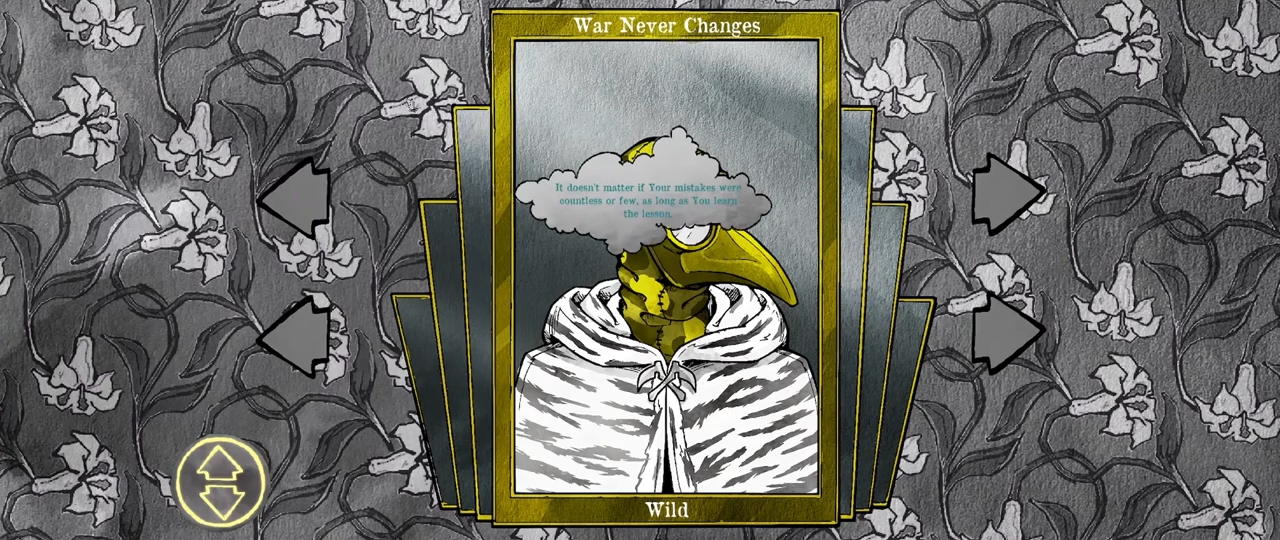 War Never Changes
It doesn't matter if Your mistakes were
countless or few, as long as You learn
the lesson.
Wild